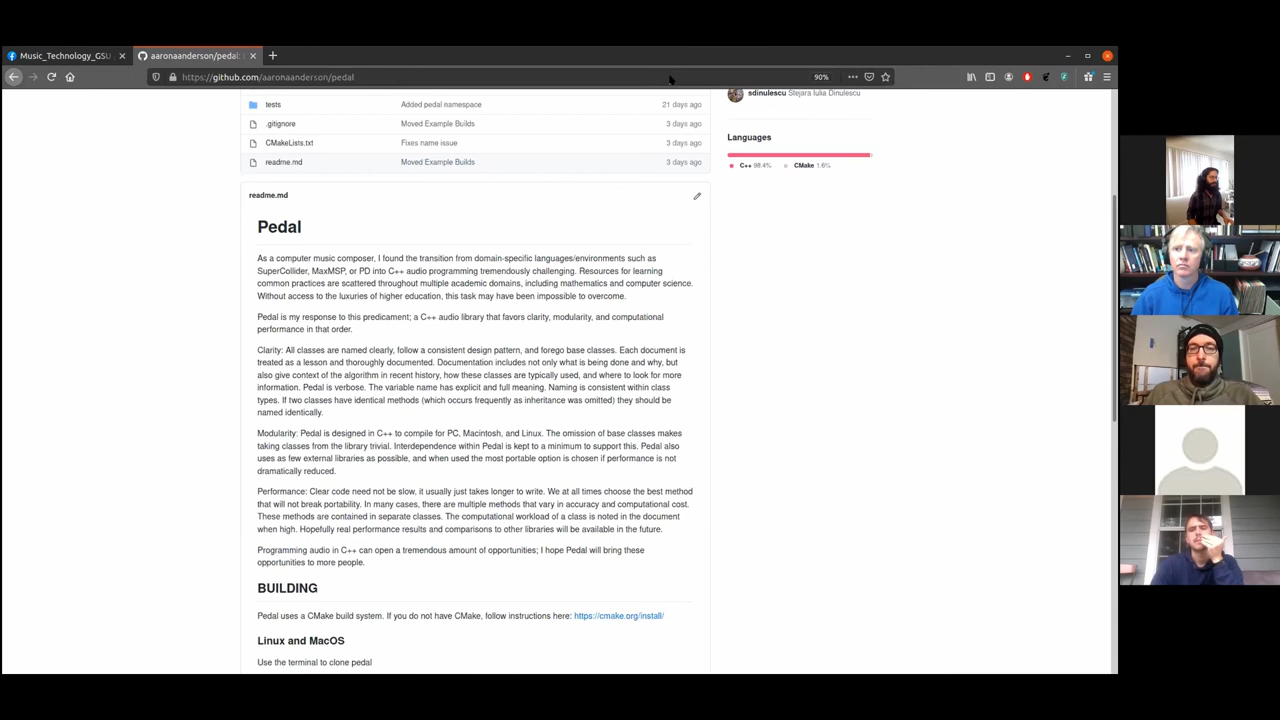 Music_Technology_GSU
aaronaanderson/pedal:
https://github.com/aaronaanderson/pedal
90%
sdinulescu Stejara Iulia Dinulescu
tests Added pedal namespace 21 days ago
.gitignore Moved Example Builds 3 days ago
CMakeLists.txt Fixes name issue 3 days ago
readme.md Moved Example Builds 3 days ago
Languages
C++ 98.4% CMake 1.6%
readme.md
Pedal
As a computer music composer, I found the transition from domain-specific languages/environments such as
SuperCollider, MaxMSP, or PD into C++ audio programming tremendously challenging. Resources for learning
common practices are scattered throughout multiple academic domains, including mathematics and computer science.
Without access to the luxuries of higher education, this task may have been impossible to overcome.
Pedal is my response to this predicament; a C++ audio library that favors clarity, modularity, and computational
performance in that order.
Clarity: All classes are named clearly, follow a consistent design pattern, and forego base classes. Each document is
treated as a lesson and thoroughly documented. Documentation includes not only what is being done and why, but
also give context of the algorithm in recent history, how these classes are typically used, and where to look for more
information. Pedal is verbose. The variable name has explicit and full meaning. Naming is consistent within class
types. If two classes have identical methods (which occurs frequently as inheritance was omitted) they should be
named identically.
Modularity: Pedal is designed in C++ to compile for PC, Macintosh, and Linux. The omission of base classes makes
taking classes from the library trivial. Interdependence within Pedal is kept to a minimum to support this. Pedal also
uses as few external libraries as possible, and when used the most portable option is chosen if performance is not
dramatically reduced.
Performance: Clear code need not be slow, it usually just takes longer to write. We at all times choose the best method
that will not break portability. In many cases, there are multiple methods that vary in accuracy and computational cost.
These methods are contained in separate classes. The computational workload of a class is noted in the document
when high. Hopefully real performance results and comparisons to other libraries will be available in the future.
Programming audio in C++ can open a tremendous amount of opportunities; I hope Pedal will bring these
opportunities to more people.
BUILDING
Pedal uses a CMake build system. If you do not have CMake, follow instructions here: https://cmake.org/install/
Linux and MacOS
Use the terminal to clone pedal